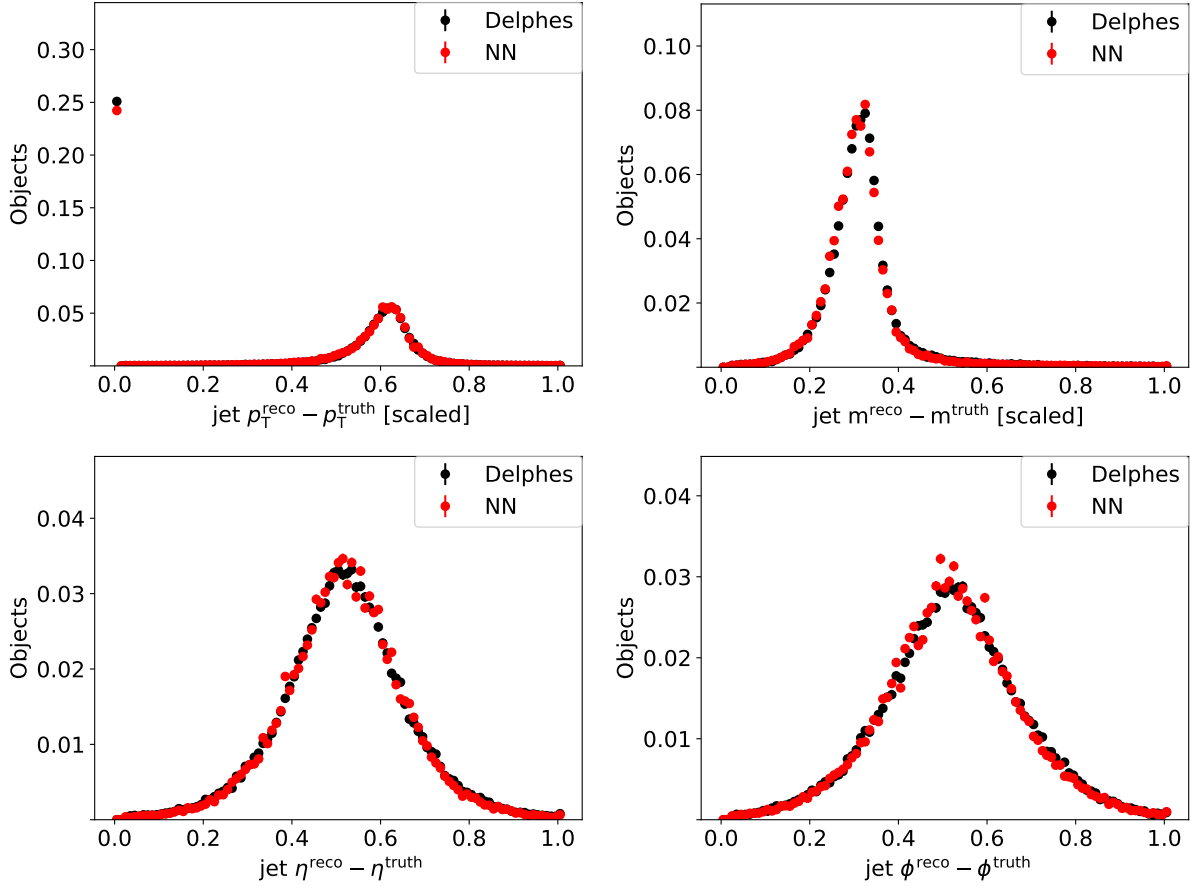 Delphes
NN
0.30
0.25
0.20
0.15
0.10
0.05
Objects
0.0 0.2 0.4 0.6 0.8 1.0
jet p_T^reco − p_T^truth [scaled]
Delphes
NN
0.10
0.08
0.06
0.04
0.02
Objects
0.0 0.2 0.4 0.6 0.8 1.0
jet m^reco − m^truth [scaled]
Delphes
NN
0.04
0.03
0.02
0.01
Objects
0.0 0.2 0.4 0.6 0.8 1.0
jet η^reco − η^truth
Delphes
NN
0.04
0.03
0.02
0.01
Objects
0.0 0.2 0.4 0.6 0.8 1.0
jet ϕ^reco − ϕ^truth